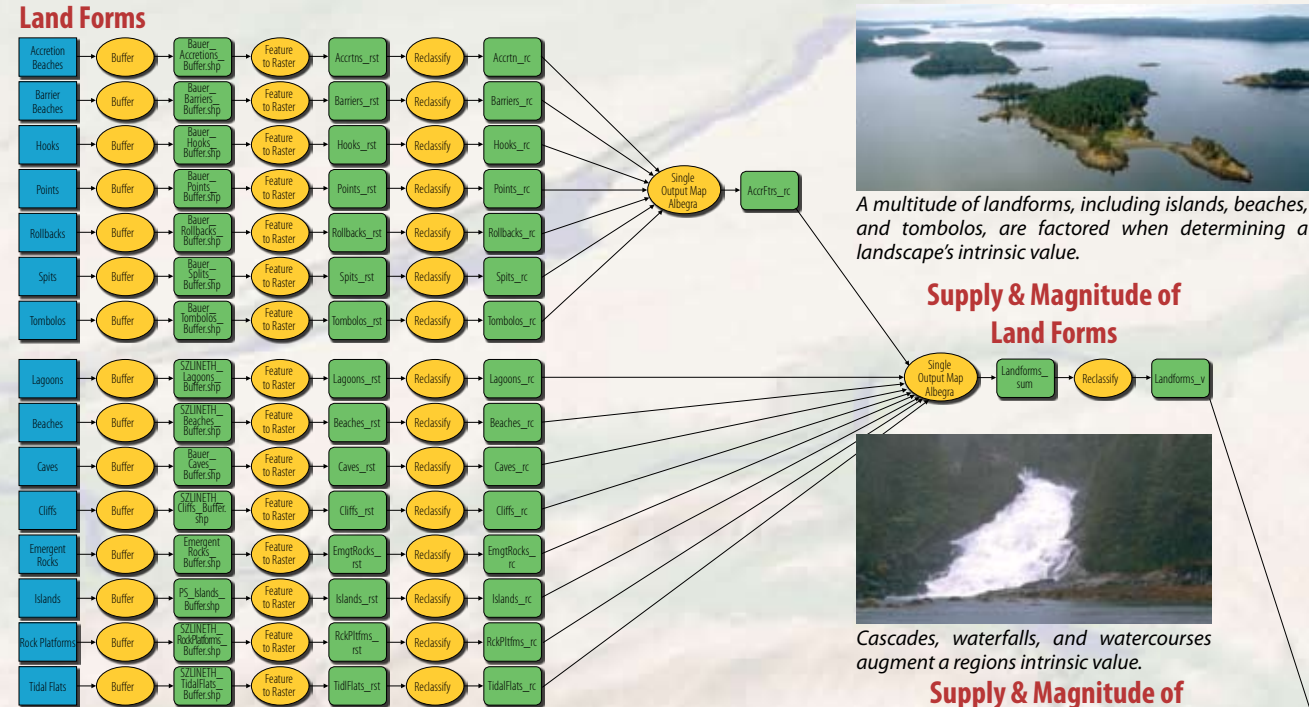 Land Forms
Accretion
Beaches
Buffer
Bauer_
Accretions_
Buffer.shp
Feature
to Raster
Accrtns_rst
Reclassify
Accrtn_rc
Barrier
Beaches
Buffer
Bauer_
Barriers_
Buffer.shp
Feature
to Raster
Barriers_rst
Reclassify
Barriers_rc
Hooks
Buffer
Bauer_
Hooks_
Buffer.shp
Feature
to Raster
Hooks_rst
Reclassify
Hooks_rc
Points
Buffer
Bauer_
Points_
Buffer.shp
Feature
to Raster
Points_rst
Reclassify
Points_rc
Rollbacks
Buffer
Bauer_
Rollbacks_
Buffer.shp
Feature
to Raster
Rollbacks_rst
Reclassify
Rollbacks_rc
Spits
Buffer
Bauer_
Splits_
Buffer.shp
Feature
to Raster
Spits_rst
Reclassify
Spits_rc
Tombolos
Buffer
Bauer_
Tombolos_
Buffer.shp
Feature
to Raster
Tombolos_rst
Reclassify
Tombolos_rc
Single
Output Map
Albegra
AccrFtrs_rc
A multitude of landforms, including islands, beaches,
and tombolos, are factored when determining a
landscape's intrinsic value.
Supply & Magnitude of
Land Forms
Lagoons
Buffer
SZLINETH_
Lagoons_
Buffer.shp
Feature
to Raster
Lagoons_rst
Reclassify
Lagoons_rc
Beaches
Buffer
SZLINETH_
Beaches_
Buffer.shp
Feature
to Raster
Beaches_rst
Reclassify
Beaches_rc
Caves
Buffer
Bauer_
Caves_
Buffer.shp
Feature
to Raster
Caves_rst
Reclassify
Caves_rc
Cliffs
Buffer
SZLINETH_
Cliffs_Buffer.
shp
Feature
to Raster
Cliffs_rst
Reclassify
Cliffs_rc
Emergent
Rocks
Buffer
Emergent
Rocks_
Buffer.shp
Feature
to Raster
EmgtRocks_
rst
Reclassify
EmgtRocks_
rc
Islands
Buffer
PS_Islands_
Buffer.shp
Feature
to Raster
Islands_rst
Reclassify
Islands_rc
Rock Platforms
Buffer
SZLINETH_
RockPlatforms_
Buffer.shp
Feature
to Raster
RckPltfms_
rst
Reclassify
RckPltfms_rc
Tidal Flats
Buffer
SZLINETH_
TidalFlats_
Buffer.shp
Feature
to Raster
TidlFlats_rst
Reclassify
TidalFlats_rc
Single
Output Map
Albegra
Landforms_
sum
Reclassify
Landforms_v
Cascades, waterfalls, and watercourses
augment a regions intrinsic value.
Supply & Magnitude of